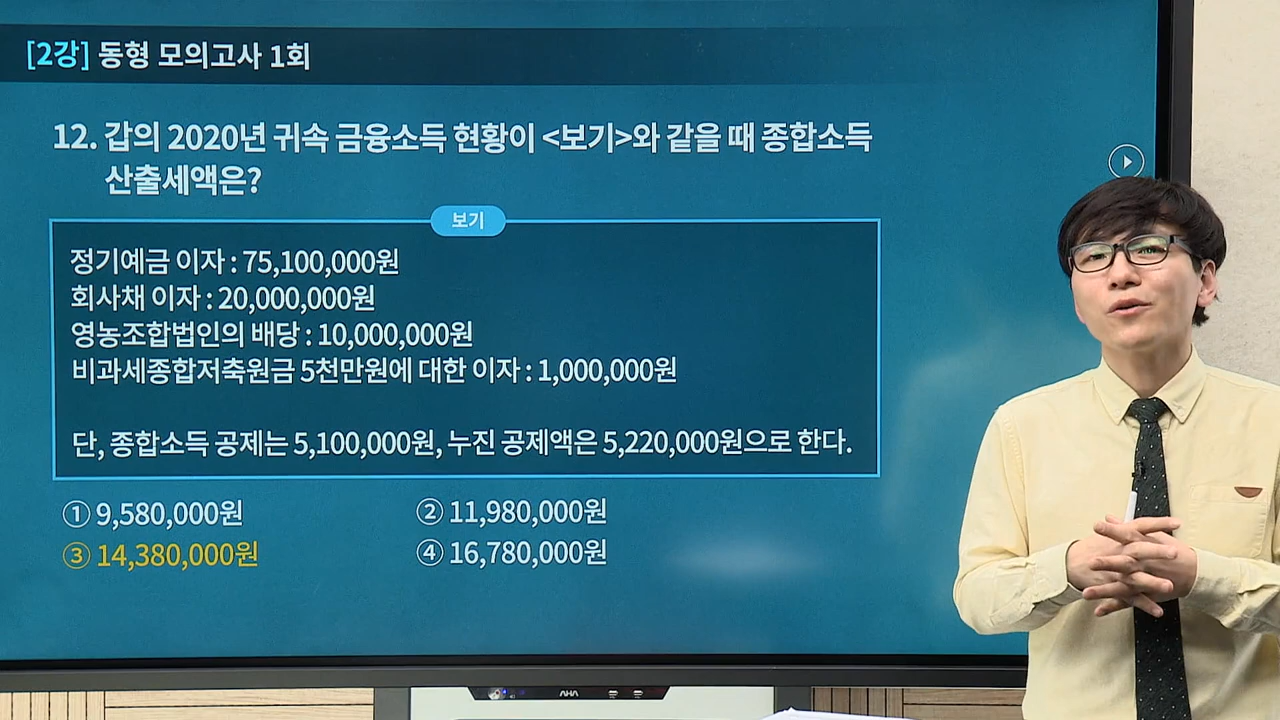 [2강] 동형 모의고사 1회
12. 갑의 2020년 귀속 금융소득 현황이 <보기>와 같을 때 종합소득
산출세액은?
보기
정기예금 이자 : 75,100,000원
회사채 이자 : 20,000,000원
영농조합법인의 배당 : 10,000,000원
비과세종합저축원금 5천만원에 대한 이자 : 1,000,000원
단, 종합소득 공제는 5,100,000원, 누진 공제액은 5,220,000원으로 한다.
① 9,580,000원 ② 11,980,000원
③ 14,380,000원 ④ 16,780,000원
AHA